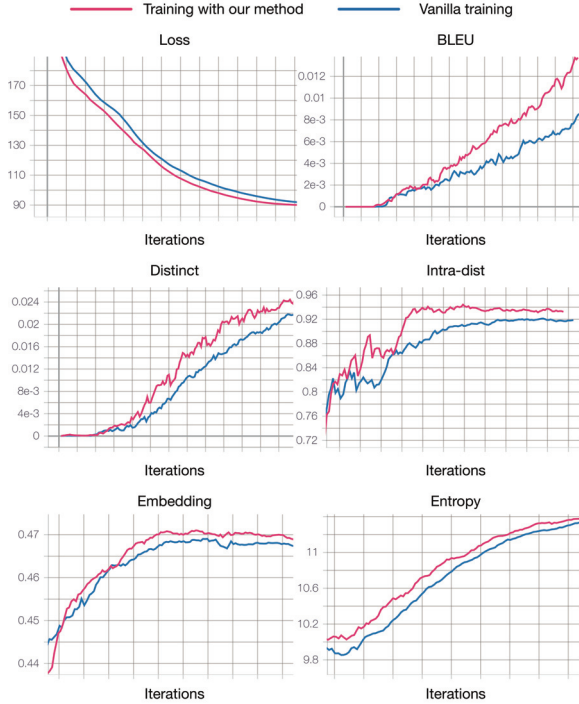 Training with our method Vanilla training
Loss BLEU
170
150
130
110
90
0.012
0.01
8e-3
6e-3
4e-3
2e-3
0
Iterations Iterations
Distinct Intra-dist
0.024
0.02
0.016
0.012
8e-3
4e-3
0
0.96
0.92
0.88
0.84
0.8
0.76
0.72
Iterations Iterations
Embedding Entropy
0.47
0.46
0.45
0.44
11
10.6
10.2
9.8
Iterations Iterations